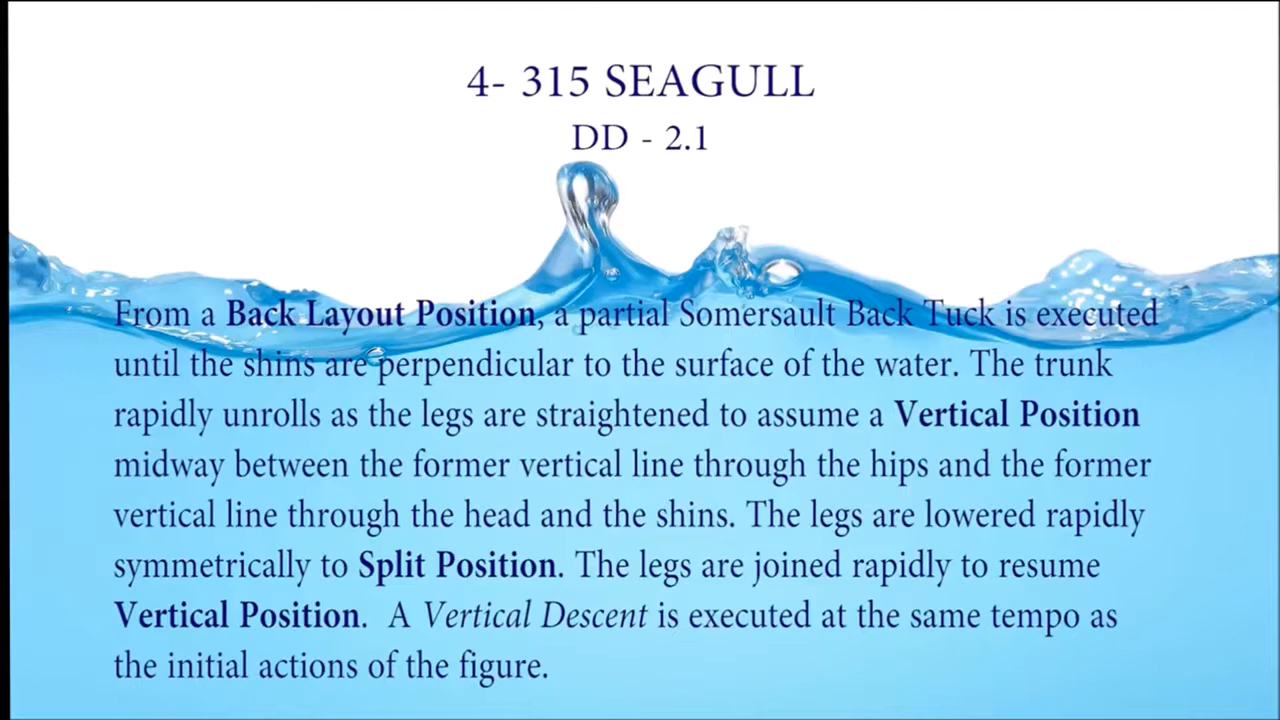 4- 315 SEAGULL
DD - 2.1
From a Back Layout Position, a partial Somersault Back Tuck is executed
until the shins are perpendicular to the surface of the water. The trunk
rapidly unrolls as the legs are straightened to assume a Vertical Position
midway between the former vertical line through the hips and the former
vertical line through the head and the shins. The legs are lowered rapidly
symmetrically to Split Position. The legs are joined rapidly to resume
Vertical Position. A Vertical Descent is executed at the same tempo as
the initial actions of the figure.